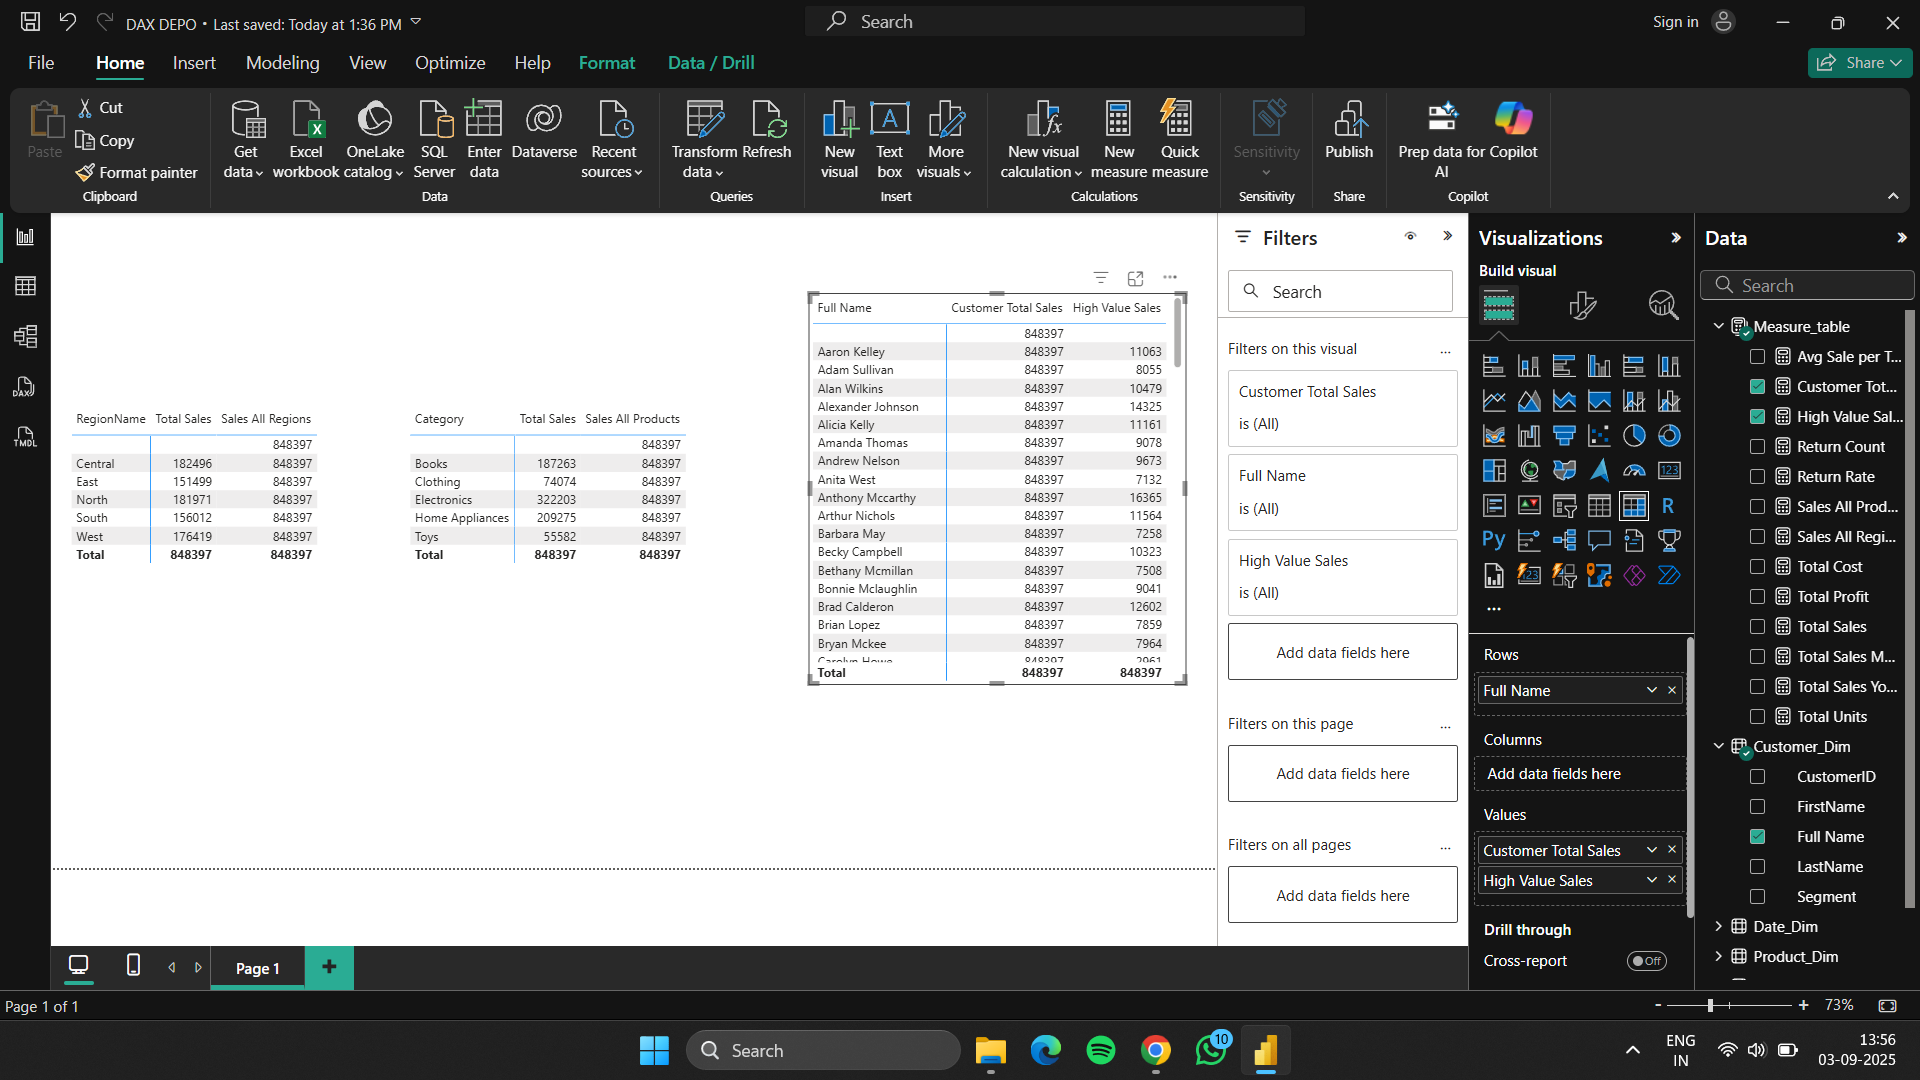 DAX DEPO • Last saved: Today at 1:36 PM
Search
Sign in
File
Home
Insert
Modeling
View
Optimize
Help
Format
Data / Drill
Share
Paste
Cut
Copy
Format painter
Clipboard
Get data
Excel workbook
OneLake catalog
SQL Server
Enter data
Dataverse
Recent sources
Data
Transform data
Refresh
Queries
New visual
Text box
More visuals
Insert
New visual calculation
New measure
Quick measure
Calculations
Sensitivity
Sensitivity
Publish
Share
Prep data for AI
Copilot
Copilot
RegionName Total Sales Sales All Regions
848397
Central 182496 848397
East 151499 848397
North 181971 848397
South 156012 848397
West 176419 848397
Total 848397 848397
Category Total Sales Sales All Products
848397
Books 187263 848397
Clothing 74074 848397
Electronics 322203 848397
Home Appliances 209275 848397
Toys 55582 848397
Total 848397 848397
Full Name Customer Total Sales High Value Sales
848397
Aaron Kelley 848397 11063
Adam Sullivan 848397 8055
Alan Wilkins 848397 10479
Alexander Johnson 848397 14325
Alicia Kelly 848397 11161
Amanda Thomas 848397 9078
Andrew Nelson 848397 9673
Anita West 848397 7132
Anthony Mccarthy 848397 16365
Arthur Nichols 848397 11564
Barbara May 848397 7258
Becky Campbell 848397 10323
Bethany Mcmillan 848397 7508
Bonnie Mclaughlin 848397 9041
Brad Calderon 848397 12602
Brian Lopez 848397 7859
Bryan Mckee 848397 7964
Carolyn Howe 848397 2961
Total 848397 848397
Filters
Search
Filters on this visual
Customer Total Sales
is (All)
Full Name
is (All)
High Value Sales
is (All)
Add data fields here
Filters on this page
Add data fields here
Filters on all pages
Add data fields here
Visualizations
Build visual
123
R
Py
123
Rows
Full Name
Columns
Add data fields here
Values
Customer Total Sales
High Value Sales
Drill through
Cross-report
Off
Data
Search
Measure_table
Avg Sale per T...
Customer Tot...
High Value Sal...
Return Count
Return Rate
Sales All Prod...
Sales All Regi...
Total Cost
Total Profit
Total Sales
Total Sales M...
Total Sales Yo...
Total Units
Customer_Dim
CustomerID
FirstName
Full Name
LastName
Segment
Date_Dim
Product_Dim
DAX
TMDL
Page 1
Page 1 of 1
73%
Search
10
ENG
IN
13:56
03-09-2025